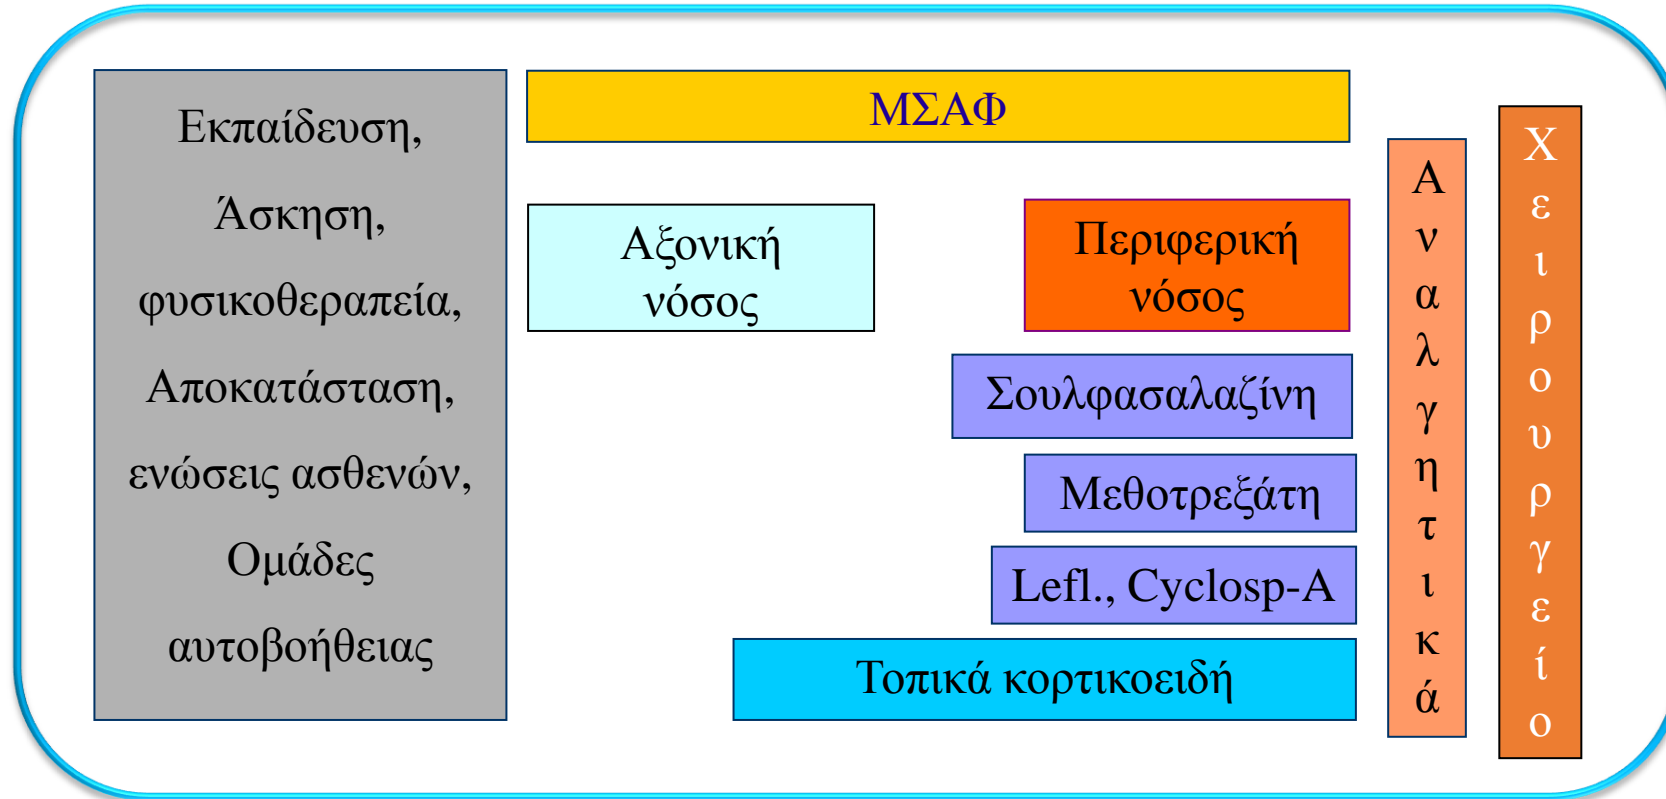 Εκπαίδευση,
Άσκηση,
φυσικοθεραπεία,
Αποκατάσταση,
ενώσεις ασθενών,
Ομάδες
αυτοβοήθειας
ΜΣΑΦ
Αξονική
νόσος
Περιφερική
νόσος
Σουλφασαλαζίνη
Μεθοτρεξάτη
Lefl., Cyclosp-A
Τοπικά κορτικοειδή
Αναλγητικά
Χειρουργείο